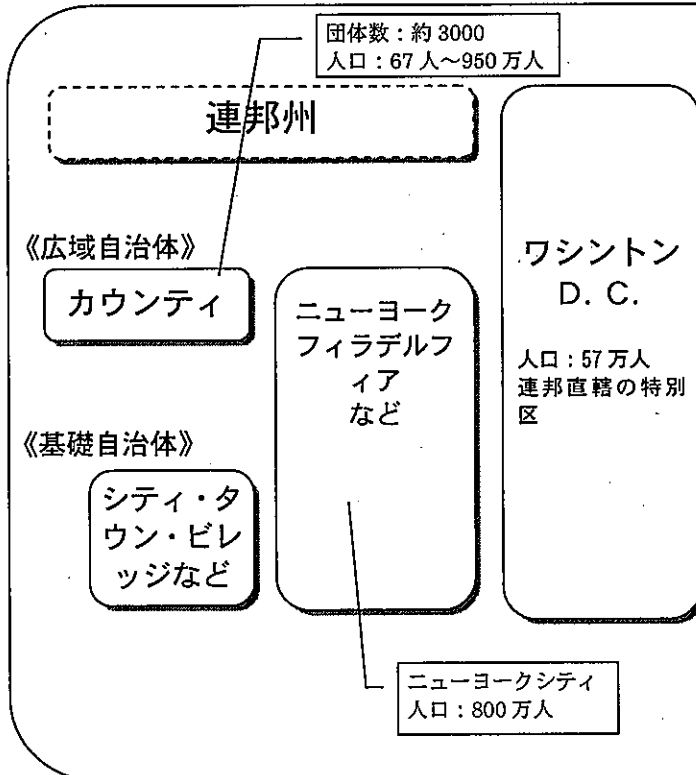 団体数：約 3000
人口：67 人～950 万人
連邦州
《広域自治体》
カウンティ
ニューヨーク
フィラデルフ
ィア
など
ワシントン
D. C.
人口：57 万人
連邦直轄の特別
区
《基礎自治体》
シティ・タ
ウン・ビレ
ッジなど
ニューヨークシティ
人口：800 万人